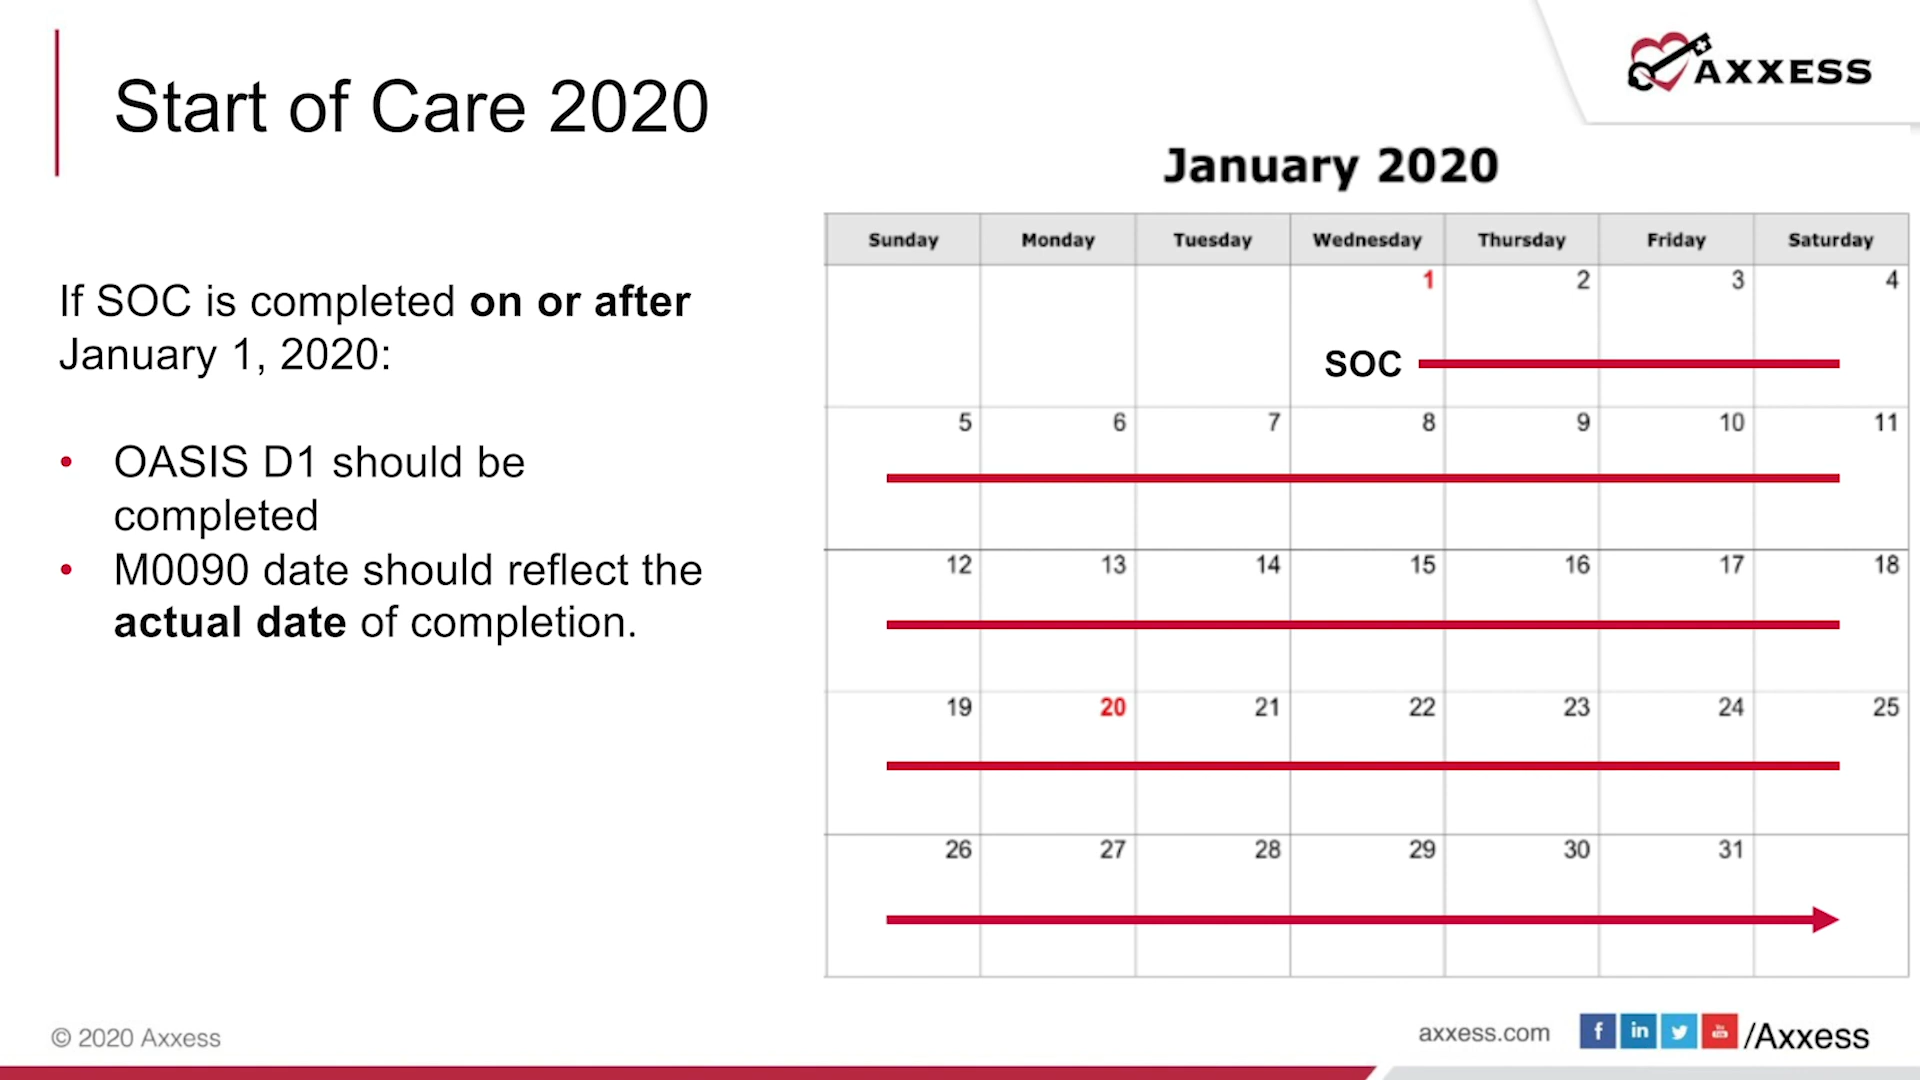 Start of Care 2020
AXXESS
January 2020
If SOC is completed on or after
January 1, 2020:
• OASIS D1 should be
completed
• M0090 date should reflect the
actual date of completion.
Sunday Monday Tuesday Wednesday Thursday Friday Saturday
1 2 3 4
SOC
5 6 7 8 9 10 11
12 13 14 15 16 17 18
19 20 21 22 23 24 25
26 27 28 29 30 31
© 2020 Axxess
axxess.com f in /Axxess